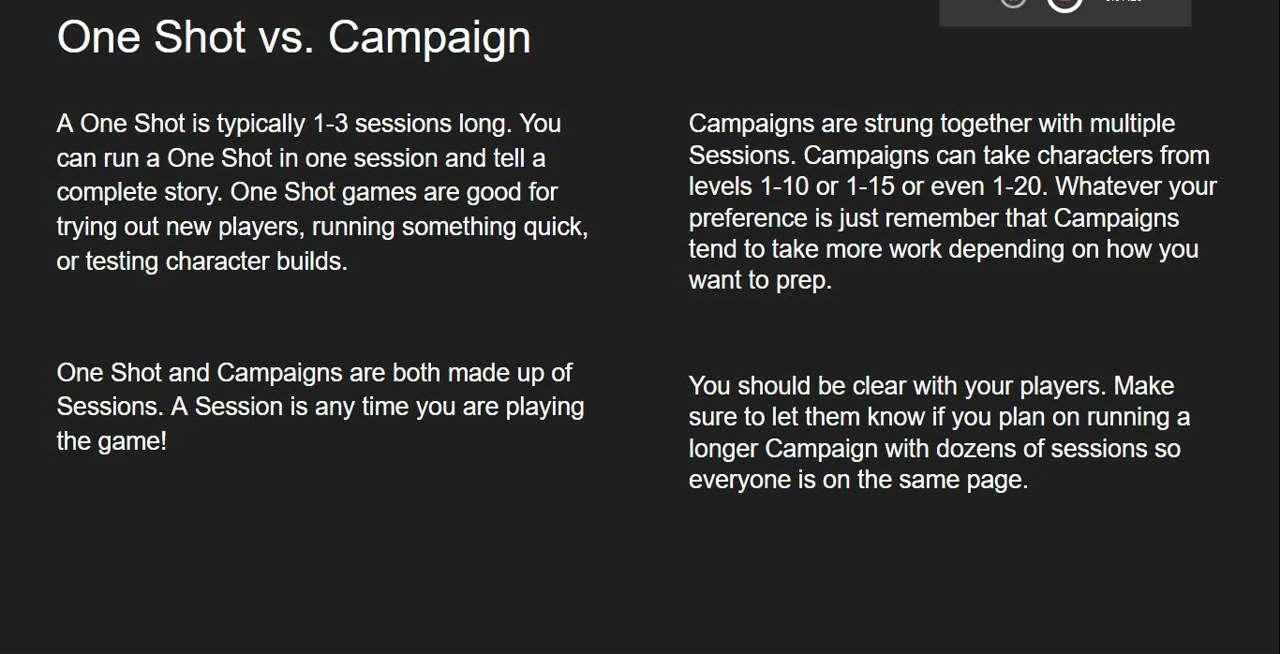 One Shot vs. Campaign
A One Shot is typically 1-3 sessions long. You
can run a One Shot in one session and tell a
complete story. One Shot games are good for
trying out new players, running something quick,
or testing character builds.
One Shot and Campaigns are both made up of
Sessions. A Session is any time you are playing
the game!
Campaigns are strung together with multiple
Sessions. Campaigns can take characters from
levels 1-10 or 1-15 or even 1-20. Whatever your
preference is just remember that Campaigns
tend to take more work depending on how you
want to prep.
You should be clear with your players. Make
sure to let them know if you plan on running a
longer Campaign with dozens of sessions so
everyone is on the same page.